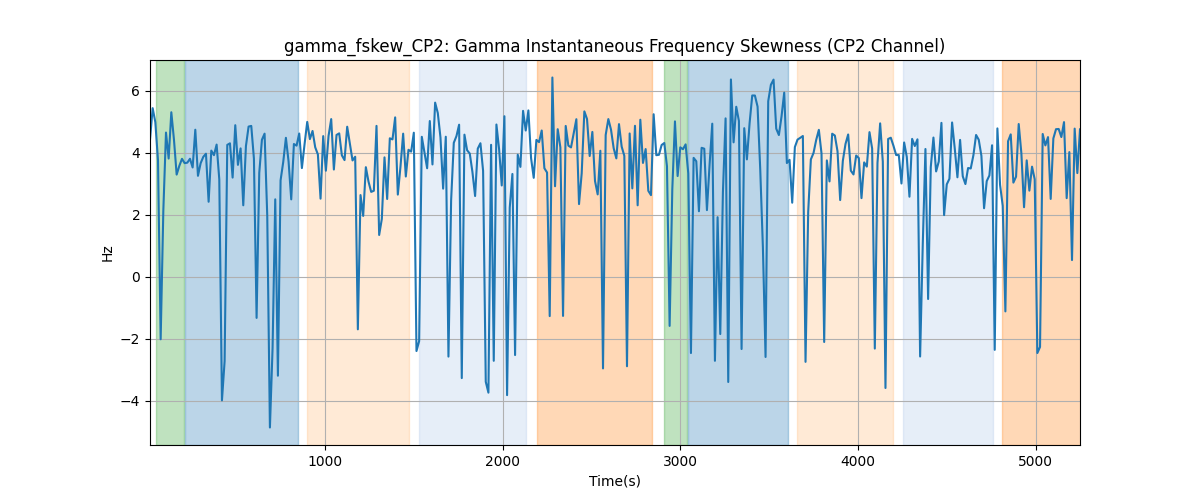 gamma_fskew_CP2: Gamma Instantaneous Frequency Skewness (CP2 Channel)
6
4
2
0
−2
−4
Hz
1000 2000 3000 4000 5000
Time(s)